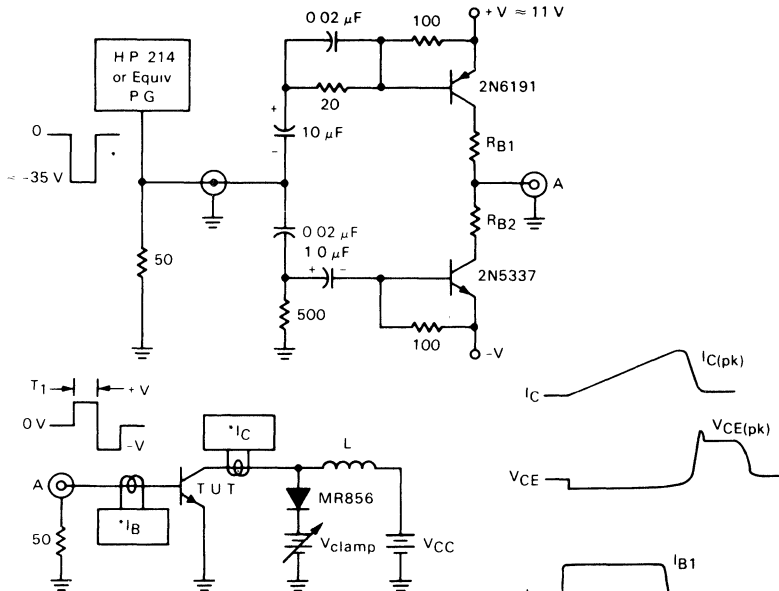 0 02 µF
100
+V ≈ 11 V
HP 214
or Equiv
PG
20
2N6191
+
10 µF
-
RB1
0
≈ -35 V
A
RB2
0 02 µF
1 0 µF
+ -
50
500
2N5337
100
-V
IC(pk)
IC
T1
+V
0 V
-V
*IC
L
VCE(pk)
VCE
A
TUT
MR856
*IB
50
Vclamp
VCC
IB1